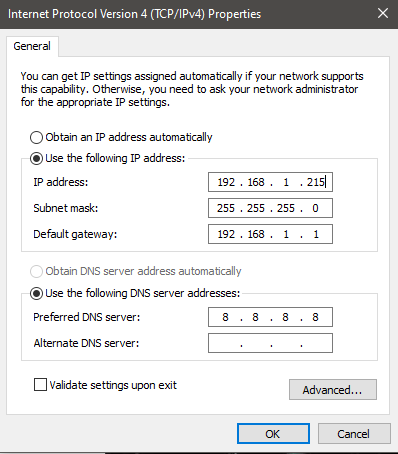 Internet Protocol Version 4 (TCP/IPv4) Properties
General
You can get IP settings assigned automatically if your network supports
this capability. Otherwise, you need to ask your network administrator
for the appropriate IP settings.
Obtain an IP address automatically
Use the following IP address:
IP address: 192 . 168 . 1 . 215
Subnet mask: 255 . 255 . 255 . 0
Default gateway: 192 . 168 . 1 . 1
Obtain DNS server address automatically
Use the following DNS server addresses:
Preferred DNS server: 8 . 8 . 8 . 8
Alternate DNS server: . . .
Validate settings upon exit
Advanced...
OK Cancel